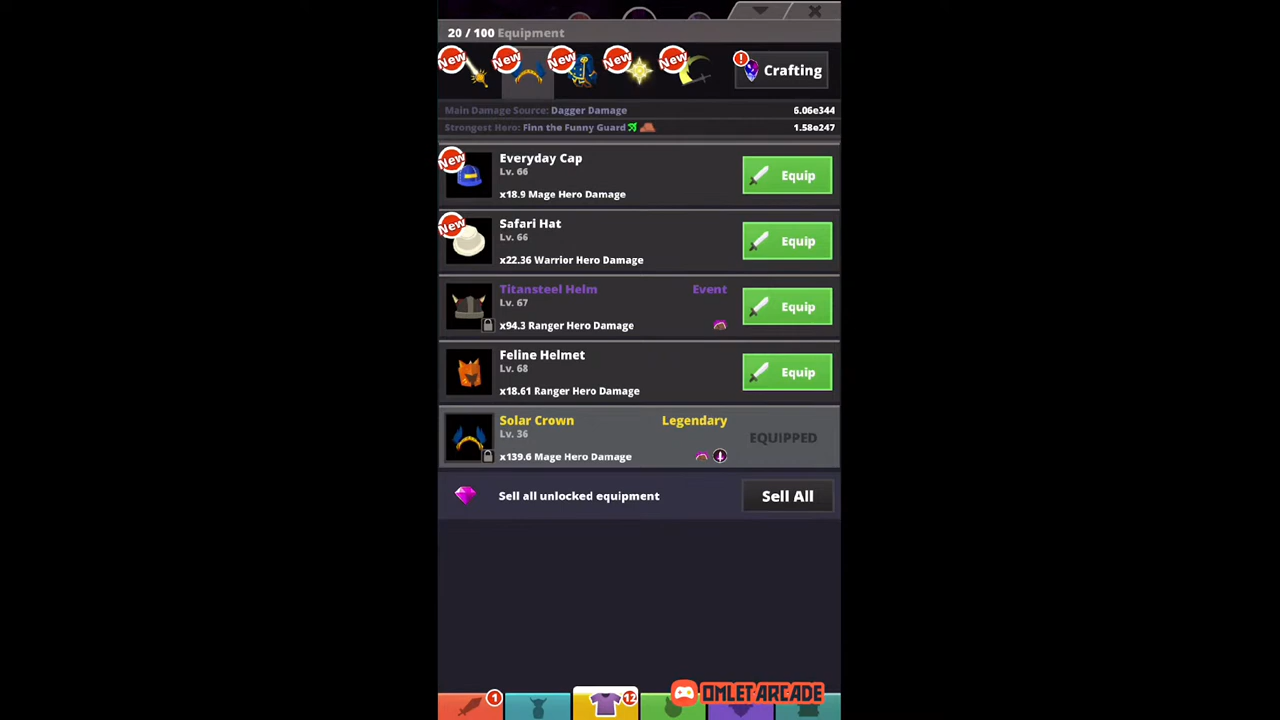 20 / 100 Equipment
New New New New New ! Crafting
Main Damage Source: Dagger Damage 6.06e344
Strongest Hero: Finn the Funny Guard 1.58e247
New Everyday Cap
Lv. 66
x18.9 Mage Hero Damage
Equip
New Safari Hat
Lv. 66
x22.36 Warrior Hero Damage
Equip
Titansteel Helm Event
Lv. 67
x94.3 Ranger Hero Damage
Equip
Feline Helmet
Lv. 68
x18.61 Ranger Hero Damage
Equip
Solar Crown Legendary
Lv. 36
x139.6 Mage Hero Damage
EQUIPPED
Sell all unlocked equipment Sell All
1 12 OMLET ARCADE